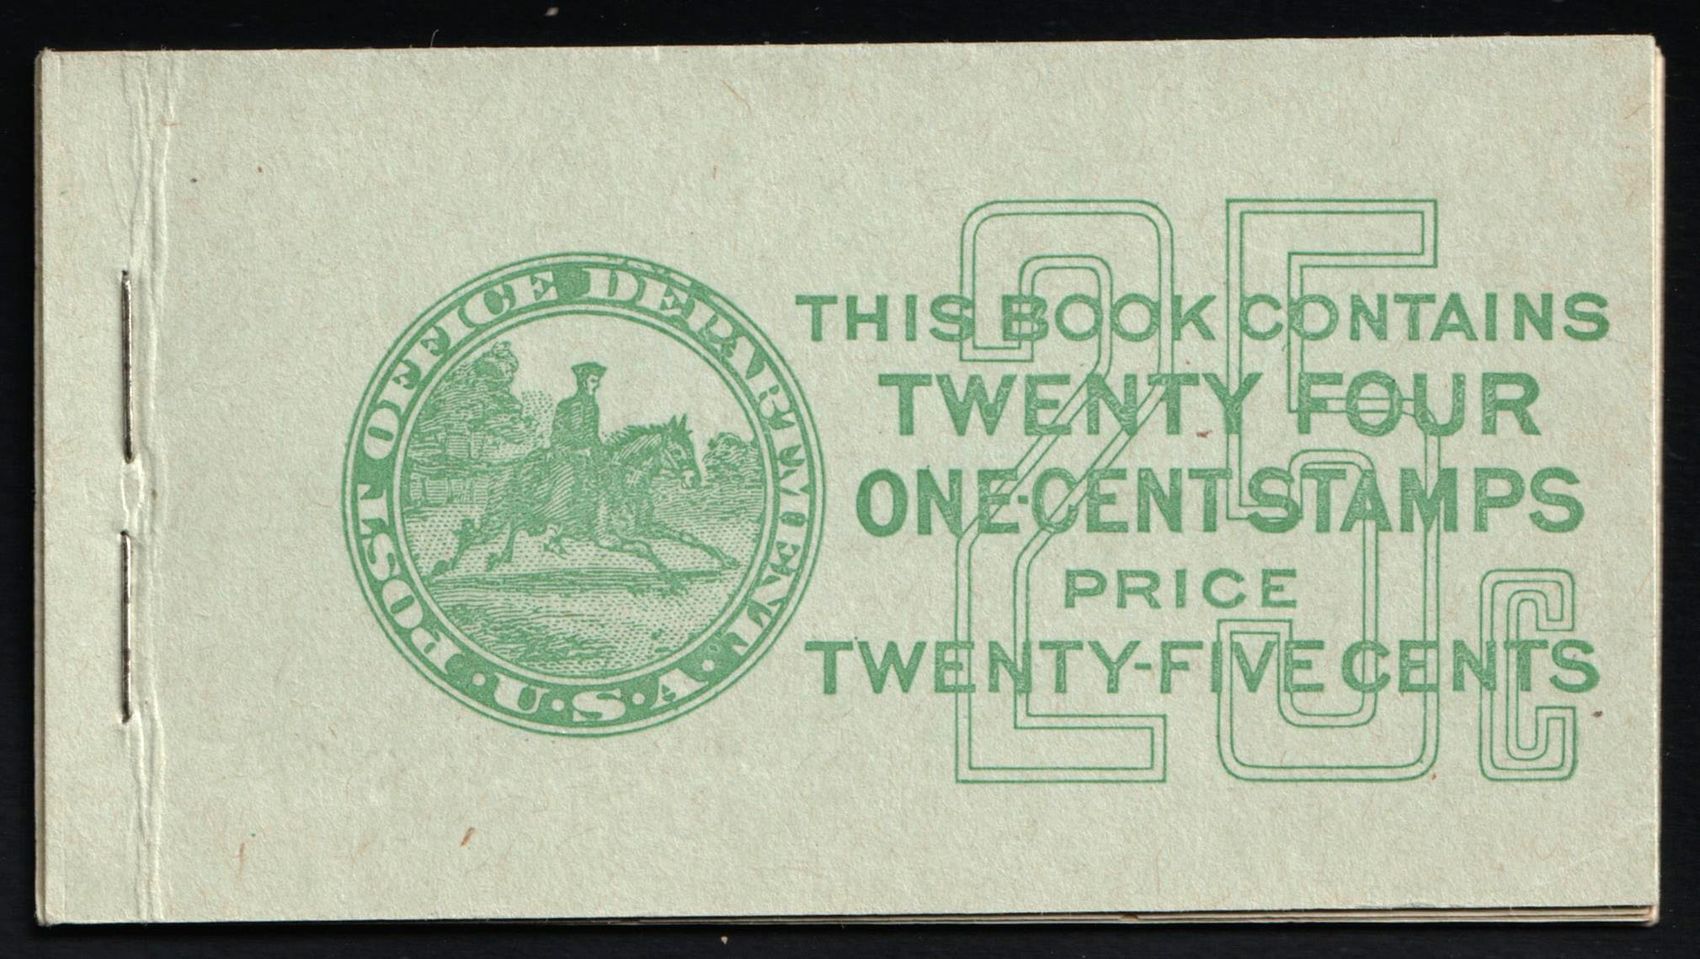 POST OFFICE DEPARTMENT
·U·S·A·
25c
THIS BOOK CONTAINS
TWENTY FOUR
ONE-CENT STAMPS
PRICE
TWENTY-FIVE CENTS